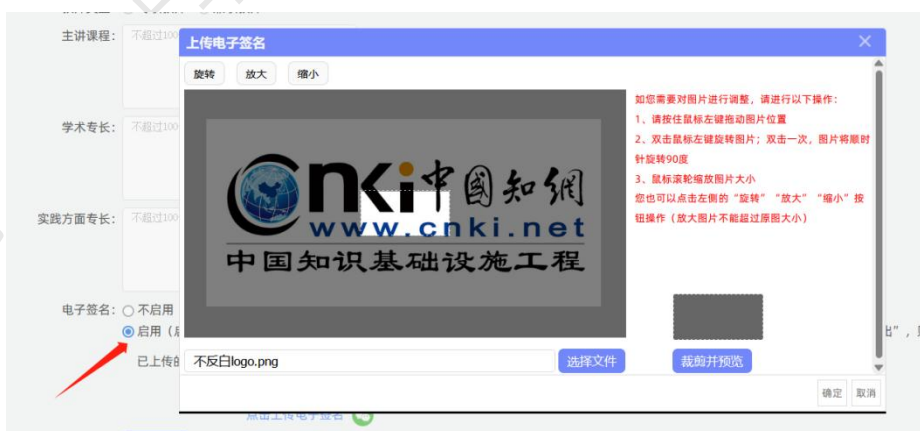 主讲课程：
不超过100
上传电子签名
旋转 放大 缩小
如您需要对图片进行调整，请进行以下操作：
1、请按住鼠标左键拖动图片位置
2、双击鼠标左键旋转图片；双击一次，图片将顺时
针旋转90度
3、鼠标滚轮缩放图片大小
您也可以点击左侧的“旋转”“放大”“缩小”按
钮操作（放大图片不能超过原图大小）
学术专长：
不超过100
实践方面专长：
不超过100
cnki中国知网
www.cnki.net
中国知识基础设施工程
电子签名：
不启用
启用（
已上传的
不反白logo.png
选择文件
裁剪并预览
确定 取消
点击上传电子签名